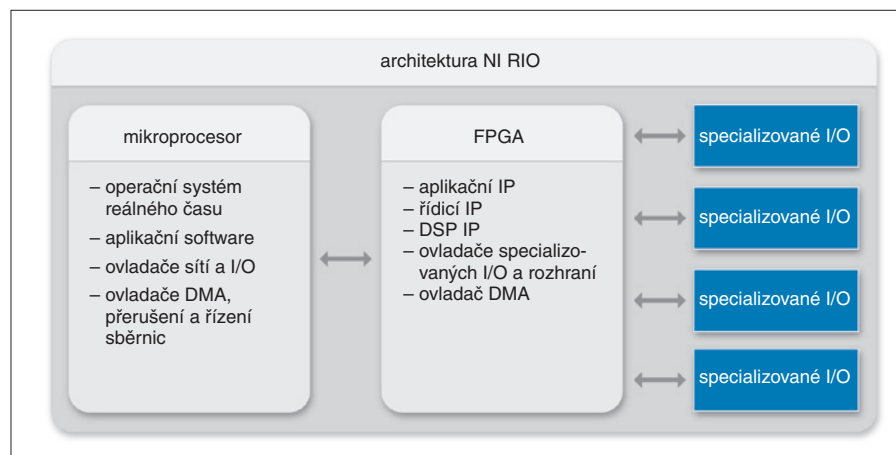 architektura NI RIO
mikroprocesor
– operační systém
reálného času
– aplikační software
– ovladače sítí a I/O
– ovladače DMA,
přerušení a řízení
sběrnic
FPGA
– aplikační IP
– řídicí IP
– DSP IP
– ovladače specializo-
vaných I/O a rozhraní
– ovladač DMA
specializované I/O
specializované I/O
specializované I/O
specializované I/O